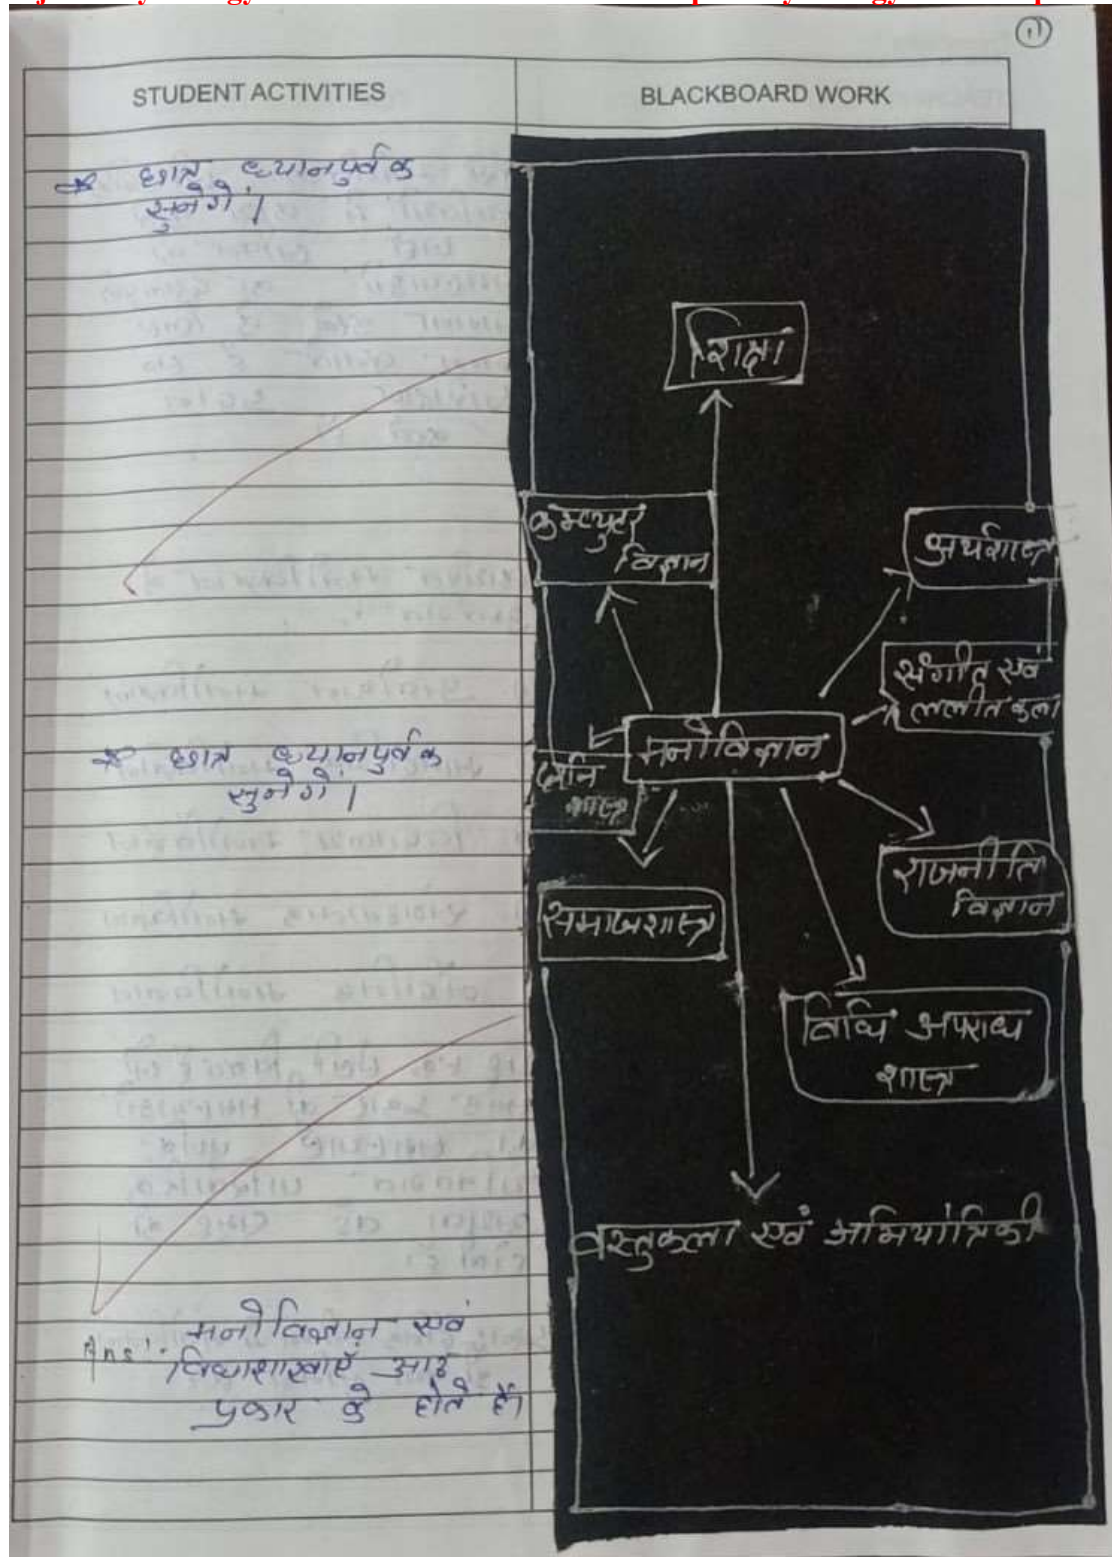 STUDENT ACTIVITIES
BLACKBOARD WORK
छात्र ध्यानपुर्वक
सुनेगे।
छात्र ध्यानपुर्वक
सुनेगें।
Ans:- मनोविज्ञान एवं
विद्याशाखाएँ आठ
प्रकार के होते हैं।
शिक्षा
कम्प्युटर
विज्ञान
अर्थशास्त्र
संगीत एवं
ललीत कला
मनोविज्ञान
शास्त्र
राजनीति
विज्ञान
समाजशास्त्र
विधि अपराध
शास्त्र
वस्तुकला एवं अभियांत्रिकी